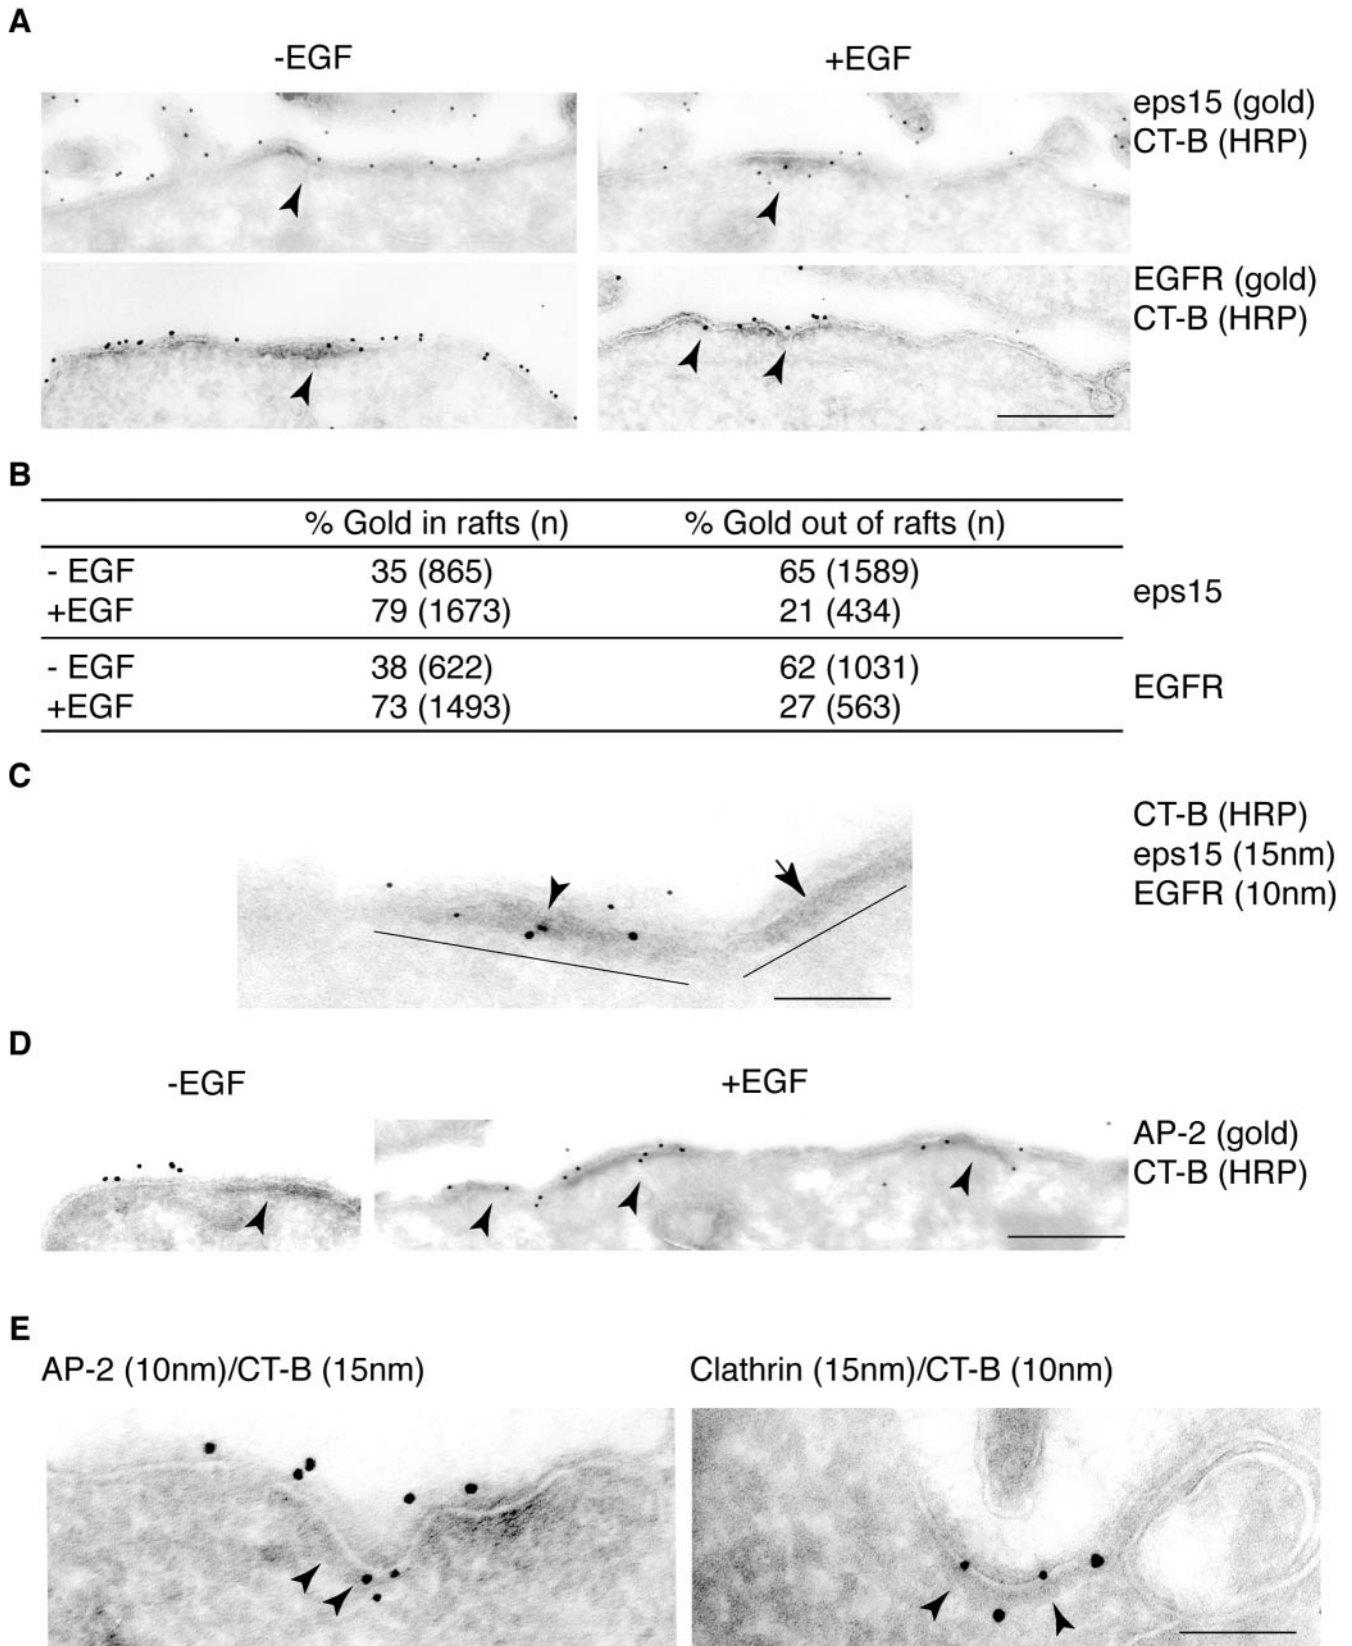 A
-EGF
+EGF
eps15 (gold)
CT-B (HRP)
EGFR (gold)
CT-B (HRP)
B
% Gold in rafts (n)
% Gold out of rafts (n)
- EGF 35 (865) 65 (1589)
+EGF 79 (1673) 21 (434)
eps15
- EGF 38 (622) 62 (1031)
+EGF 73 (1493) 27 (563)
EGFR
C
CT-B (HRP)
eps15 (15nm)
EGFR (10nm)
D
-EGF
+EGF
AP-2 (gold)
CT-B (HRP)
E
AP-2 (10nm)/CT-B (15nm)
Clathrin (15nm)/CT-B (10nm)